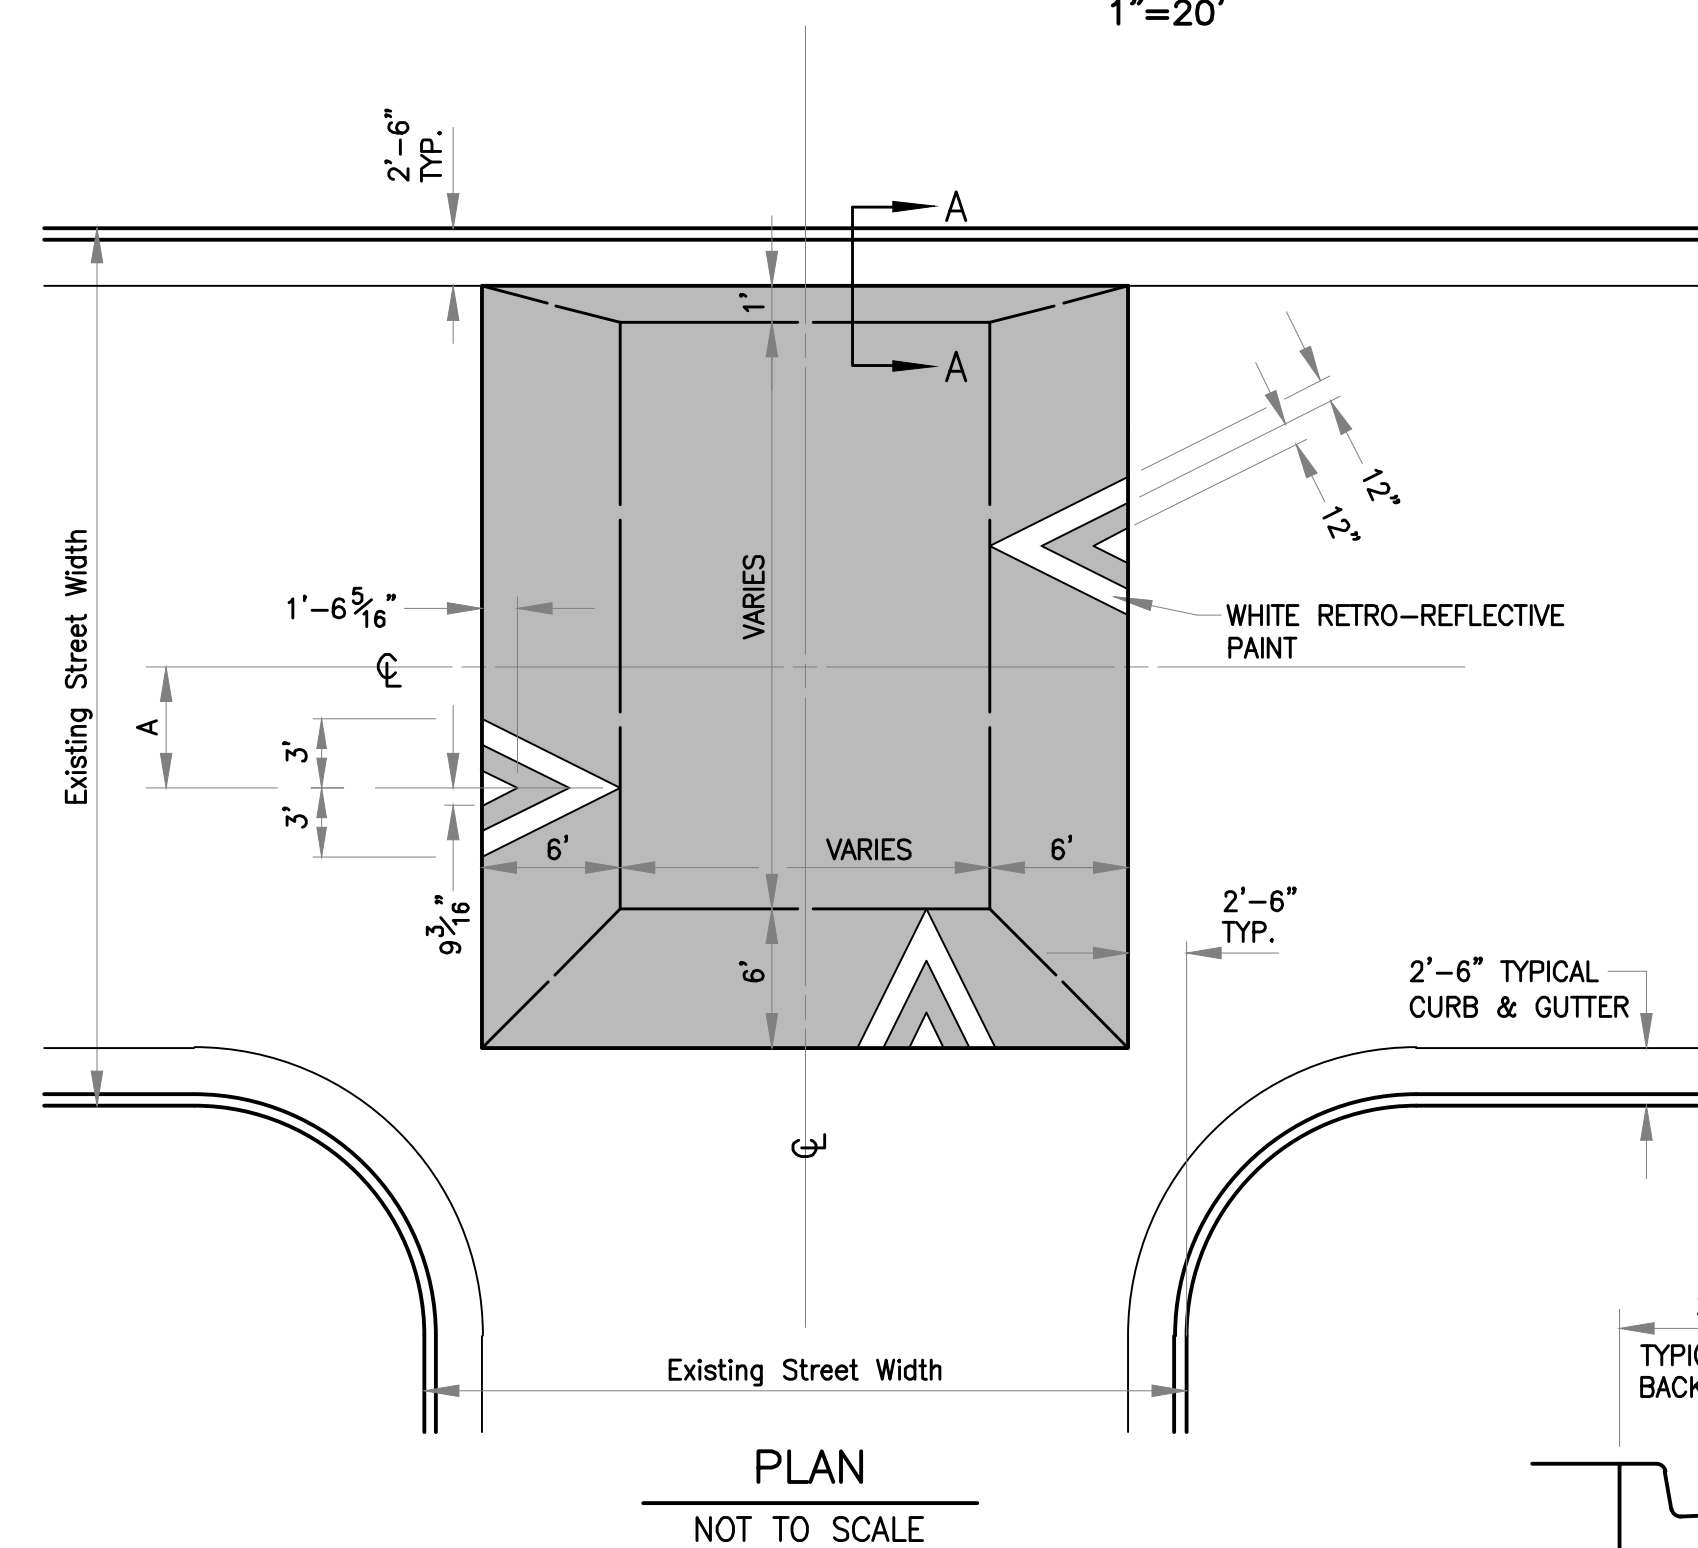 1”=20’
2’-6”
TYP.
A
1’
A
12”
12”
Existing Street Width
VARIES
1’-6 5/16”
WHITE RETRO-REFLECTIVE
PAINT
℄
A
3’
3’
6’
VARIES
6’
9 3/16”
2’-6”
TYP.
6’
2’-6” TYPICAL
CURB & GUTTER
℄
Existing Street Width
PLAN
NOT TO SCALE